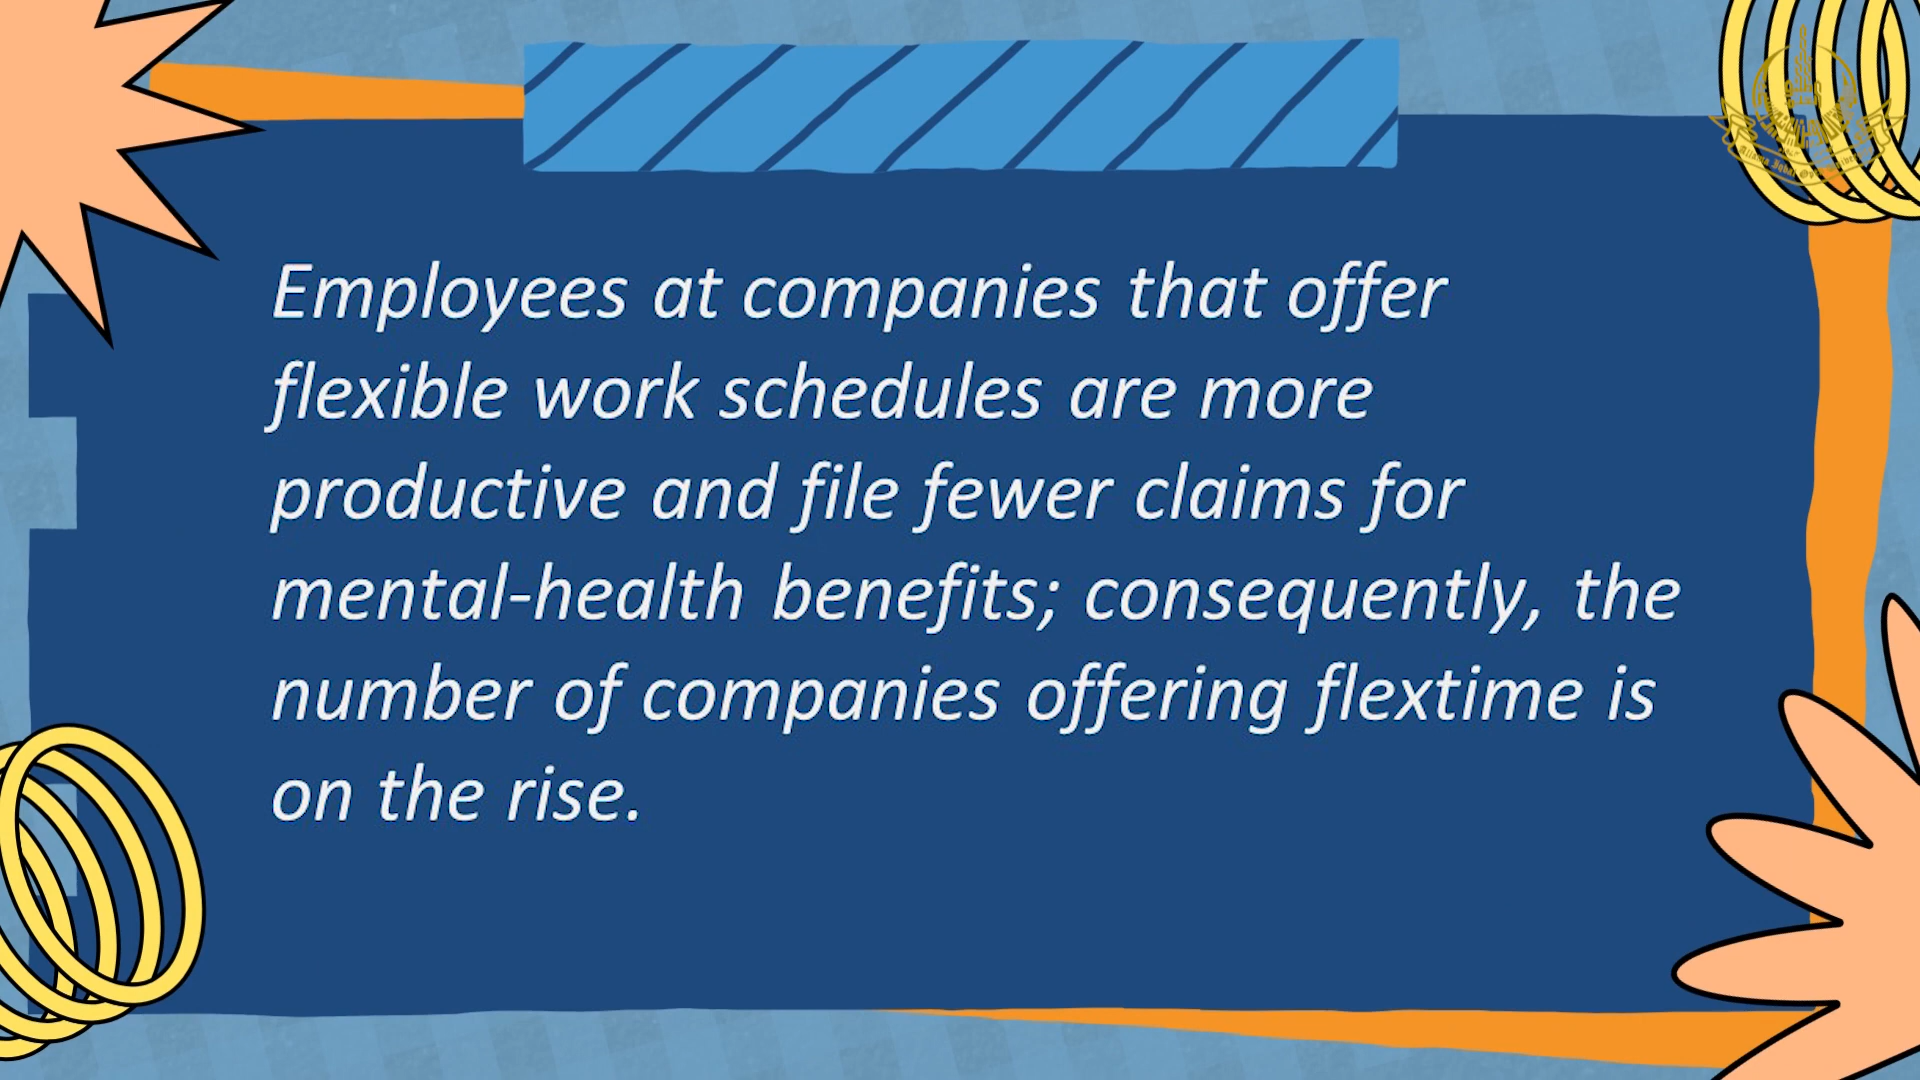 Employees at companies that offer
flexible work schedules are more
productive and file fewer claims for
mental-health benefits; consequently, the
number of companies offering flextime is
on the rise.